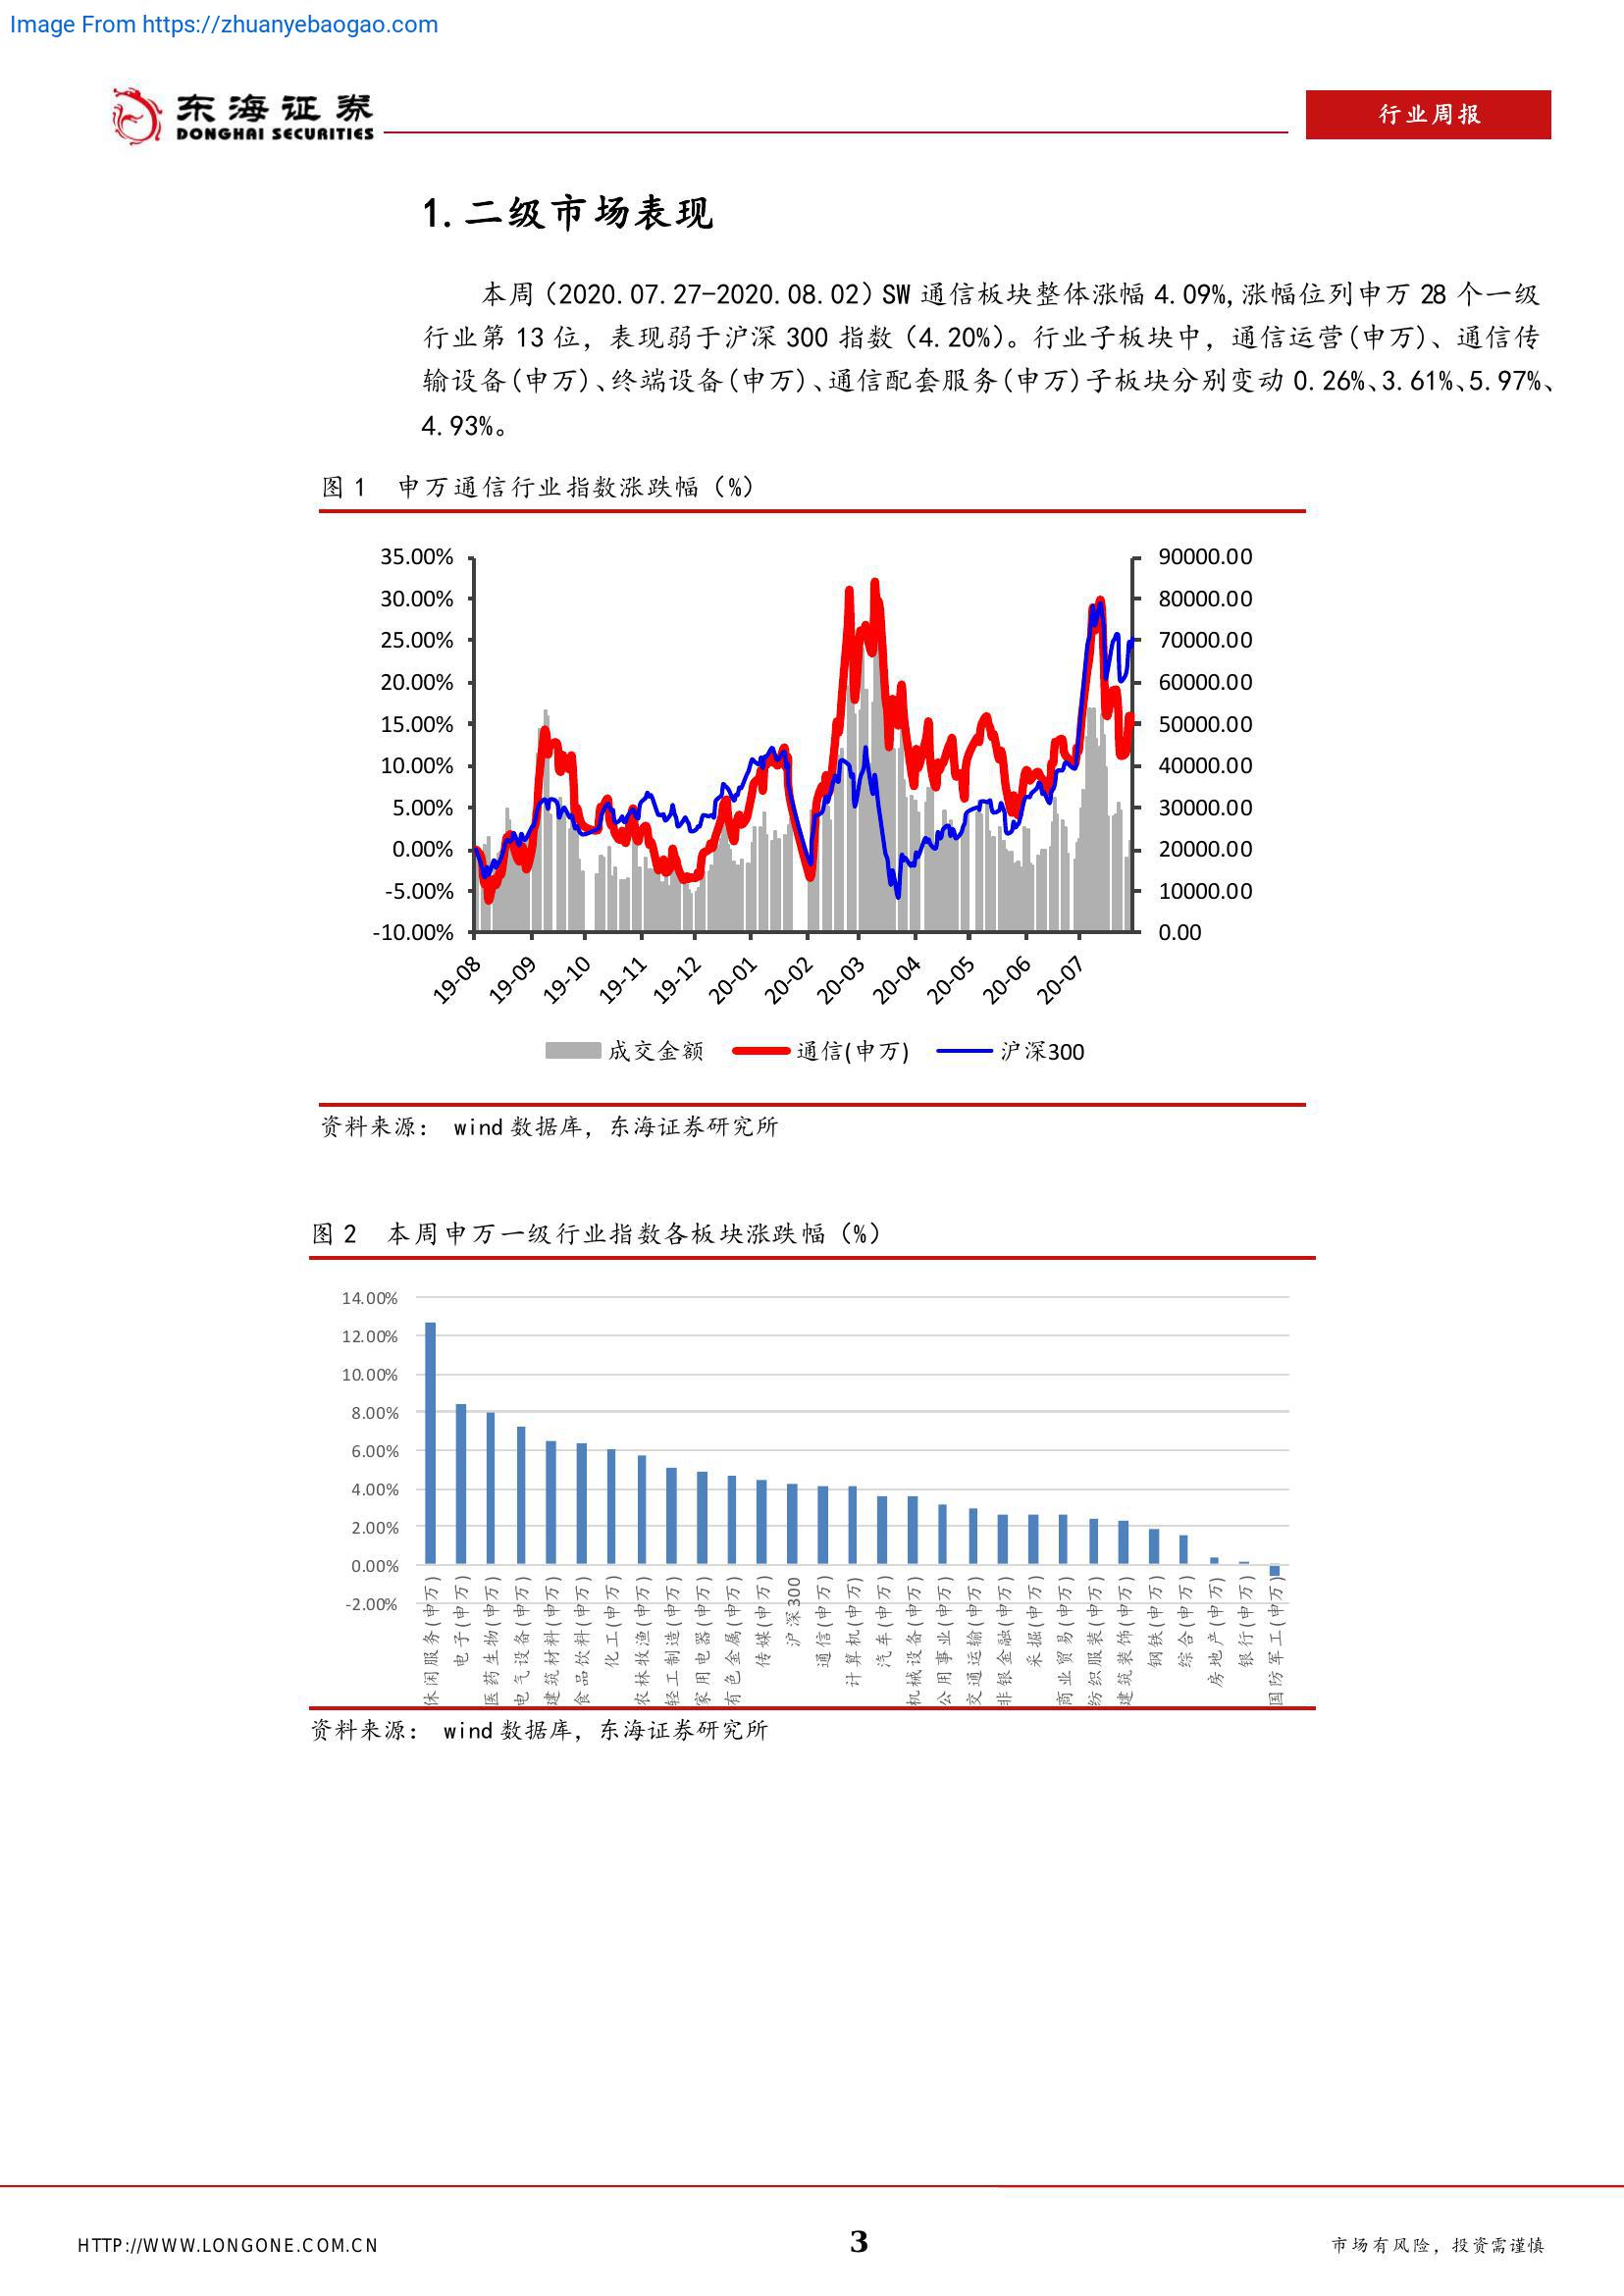 Image From https://zhuanyebaogao.com
东海证券
DONGHAI SECURITIES
行业周报
1.二级市场表现
本周(2020.07.27-2020.08.02)SW 通信板块整体涨幅 4.09%,涨幅位列申万 28 个一级
行业第 13 位，表现弱于沪深 300 指数(4.20%)。行业子板块中，通信运营(申万)、通信传
输设备(申万)、终端设备(申万)、通信配套服务(申万)子板块分别变动 0.26%、3.61%、5.97%、
4.93%。
图 1 申万通信行业指数涨跌幅（%）
35.00%
30.00%
25.00%
20.00%
15.00%
10.00%
5.00%
0.00%
-5.00%
-10.00%
90000.00
80000.00
70000.00
60000.00
50000.00
40000.00
30000.00
20000.00
10000.00
0.00
19-08
19-09
19-10
19-11
19-12
20-01
20-02
20-03
20-04
20-05
20-06
20-07
成交金额 通信(申万) 沪深300
资料来源： wind 数据库，东海证券研究所
图 2 本周申万一级行业指数各板块涨跌幅（%）
14.00%
12.00%
10.00%
8.00%
6.00%
4.00%
2.00%
0.00%
-2.00%
休闲服务(申万)
电子(申万)
医药生物(申万)
电气设备(申万)
建筑材料(申万)
食品饮料(申万)
化工(申万)
农林牧渔(申万)
轻工制造(申万)
家用电器(申万)
有色金属(申万)
传媒(申万)
沪深300
通信(申万)
计算机(申万)
汽车(申万)
机械设备(申万)
公用事业(申万)
交通运输(申万)
非银金融(申万)
采掘(申万)
商业贸易(申万)
纺织服装(申万)
建筑装饰(申万)
钢铁(申万)
综合(申万)
房地产(申万)
银行(申万)
国防军工(申万)
资料来源： wind 数据库，东海证券研究所
HTTP://WWW.LONGONE.COM.CN
3
市场有风险，投资需谨慎